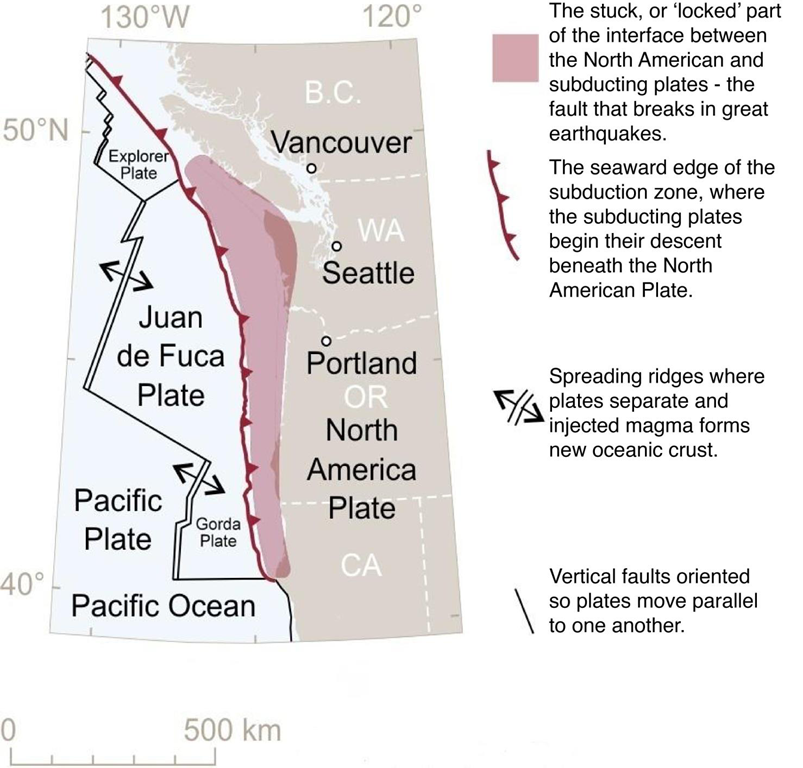 130°W
120°
50°N
B.C.
Vancouver
Explorer
Plate
WA
Seattle
Juan
de Fuca
Plate
Portland
OR
North
America
Plate
Pacific
Plate
Gorda
Plate
CA
40°
Pacific Ocean
0
500 km
The stuck, or ‘locked’ part
of the interface between
the North American and
subducting plates - the
fault that breaks in great
earthquakes.
The seaward edge of the
subduction zone, where
the subducting plates
begin their descent
beneath the North
American Plate.
Spreading ridges where
plates separate and
injected magma forms
new oceanic crust.
Vertical faults oriented
so plates move parallel
to one another.